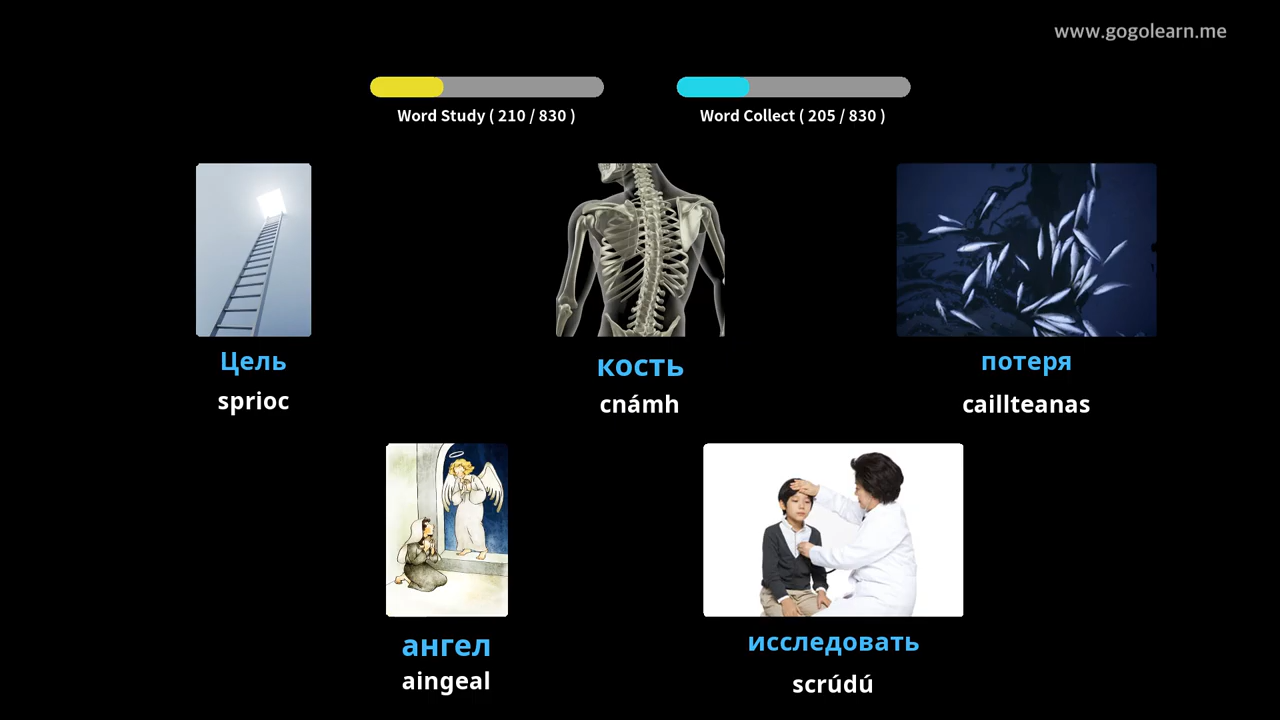 www.gogolearn.me
Word Study ( 210 / 830 )
Word Collect ( 205 / 830 )
Цель
sprioc
кость
cnámh
потеря
caillteanas
ангел
aingeal
исследовать
scrúdú